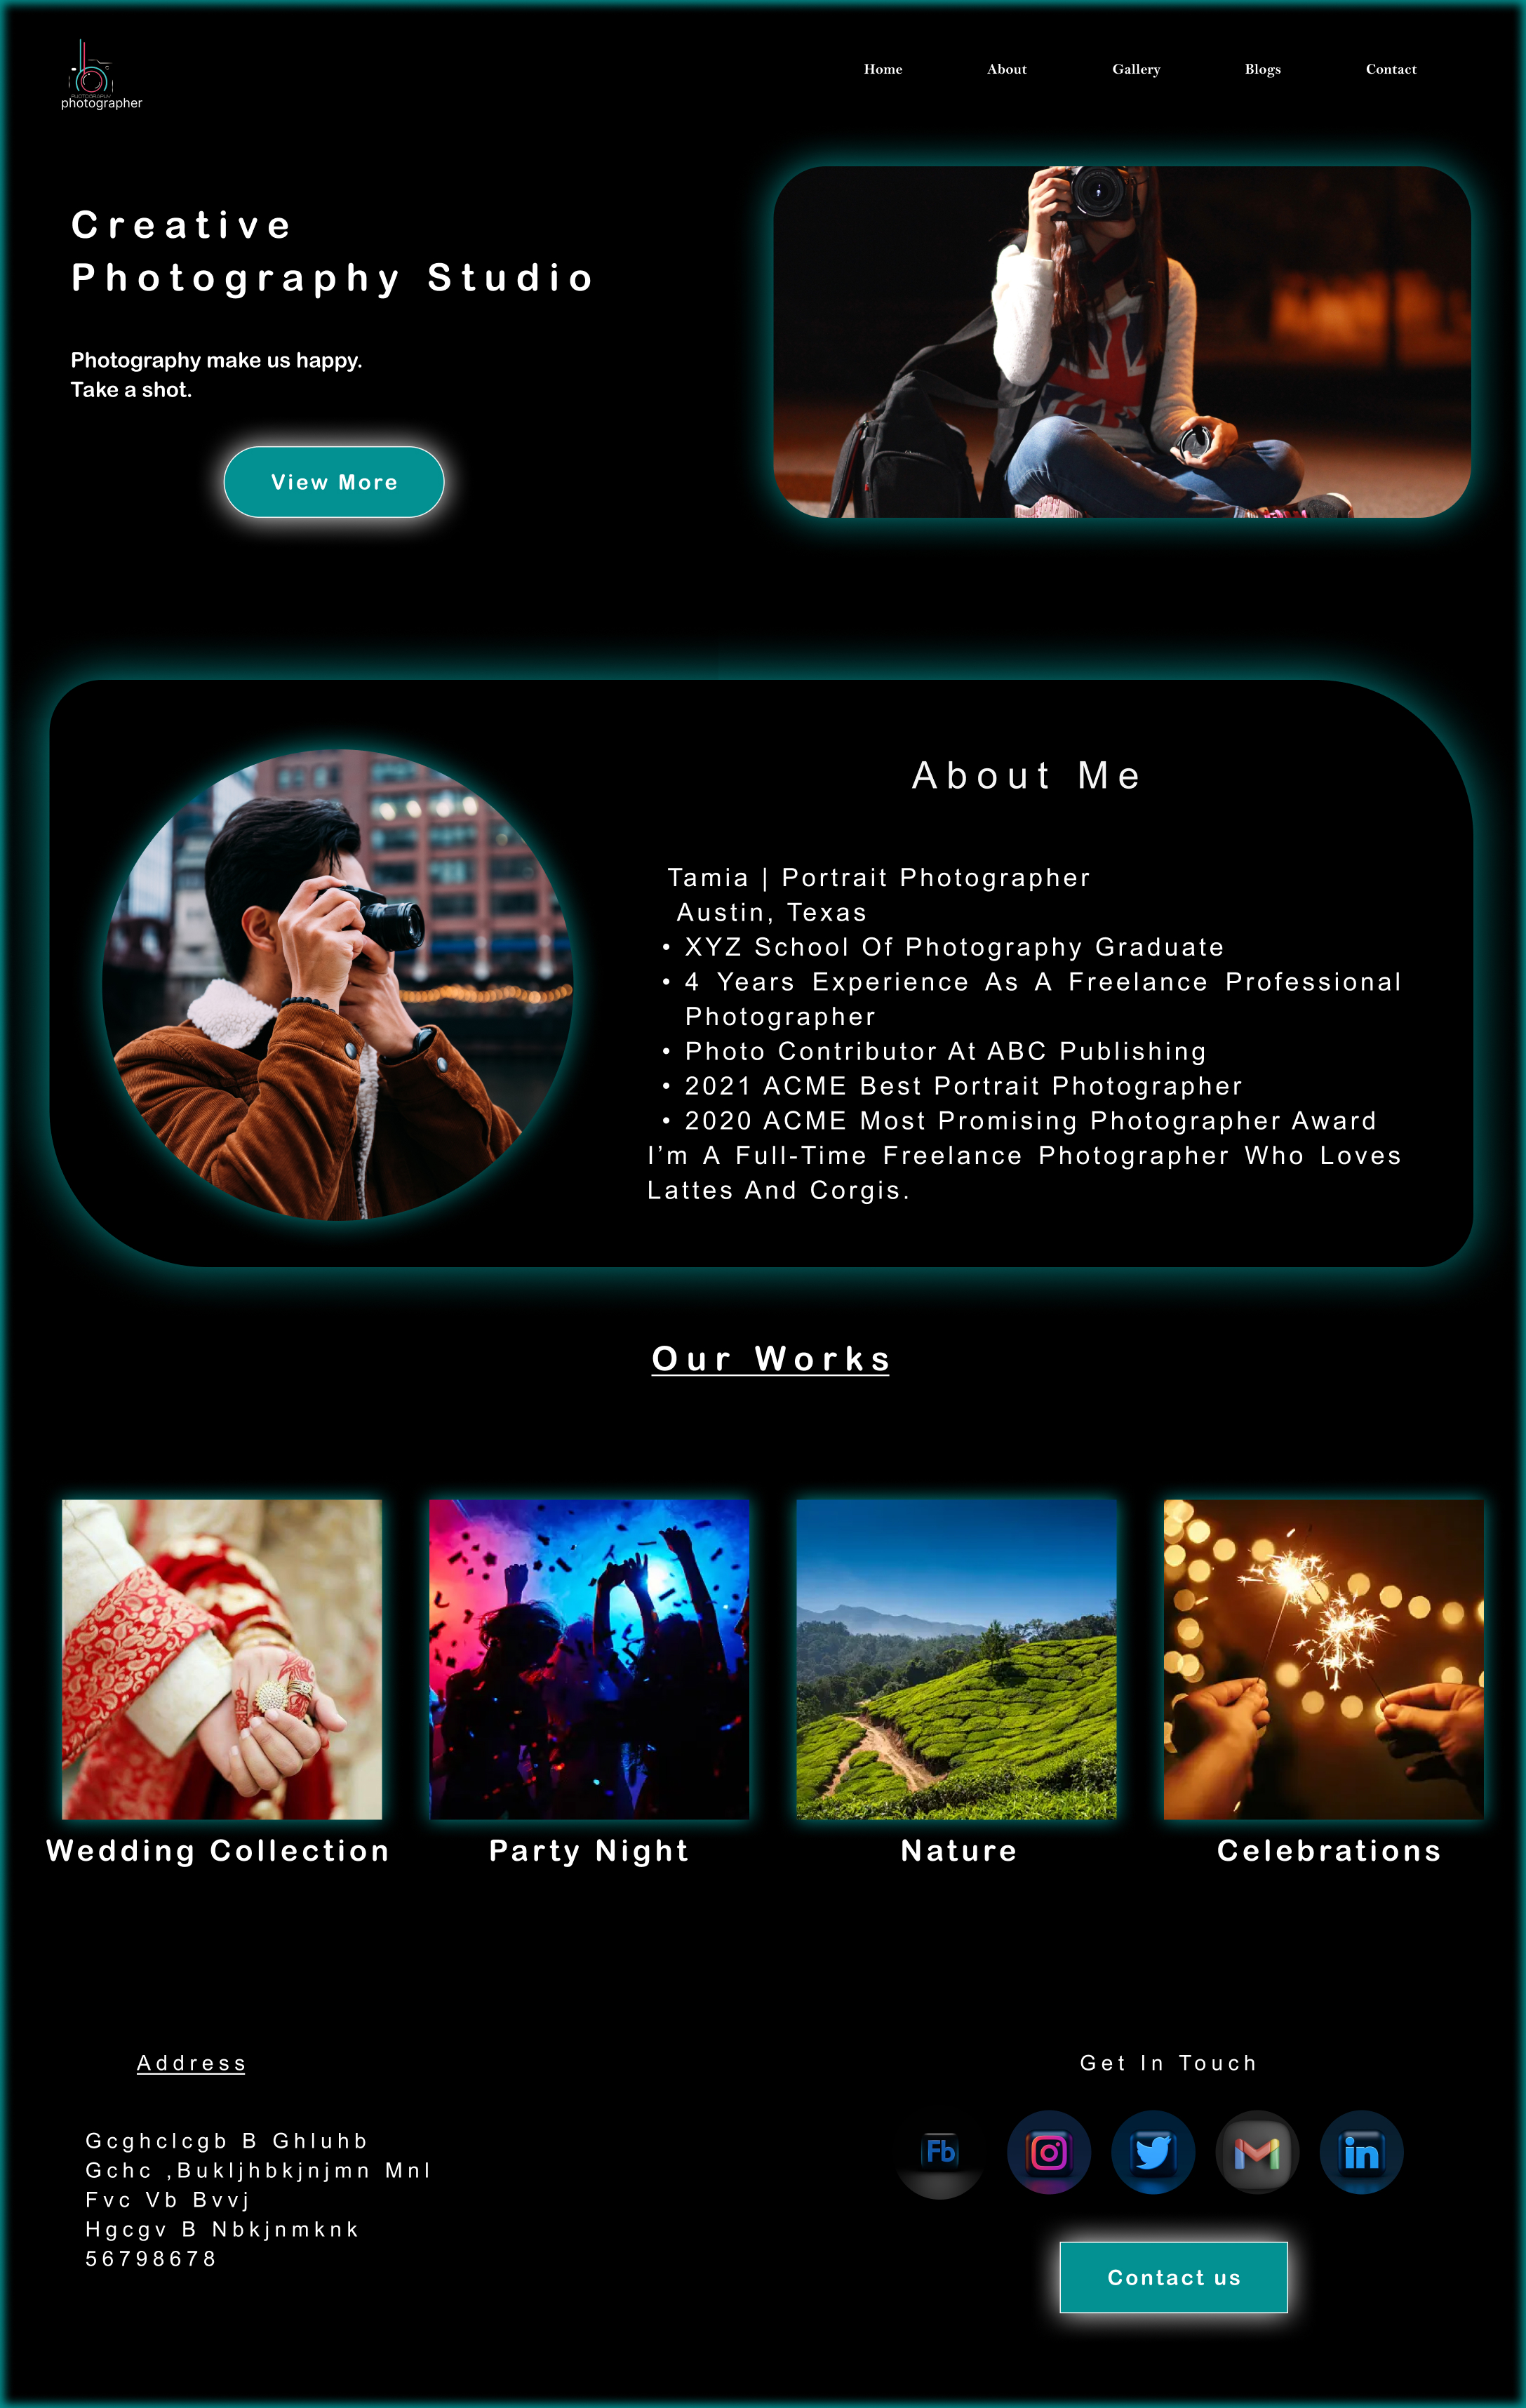 PHOTOGRAPHY
photographer
Home About Gallery Blogs Contact
Creative
Photography Studio
Photography make us happy.
Take a shot.
View More
About Me
Tamia | Portrait Photographer
Austin, Texas
• XYZ School Of Photography Graduate
• 4 Years Experience As A Freelance Professional
Photographer
• Photo Contributor At ABC Publishing
• 2021 ACME Best Portrait Photographer
• 2020 ACME Most Promising Photographer Award
I’m A Full-Time Freelance Photographer Who Loves
Lattes And Corgis.
Our Works
Wedding Collection
Party Night
Nature
Celebrations
Address
Gcghclcgb B Ghluhb
Gchc ,Bukljhbkjnjmn Mnl
Fvc Vb Bvvj
Hgcgv B Nbkjnmknk
56798678
Get In Touch
Fb
in
Contact us